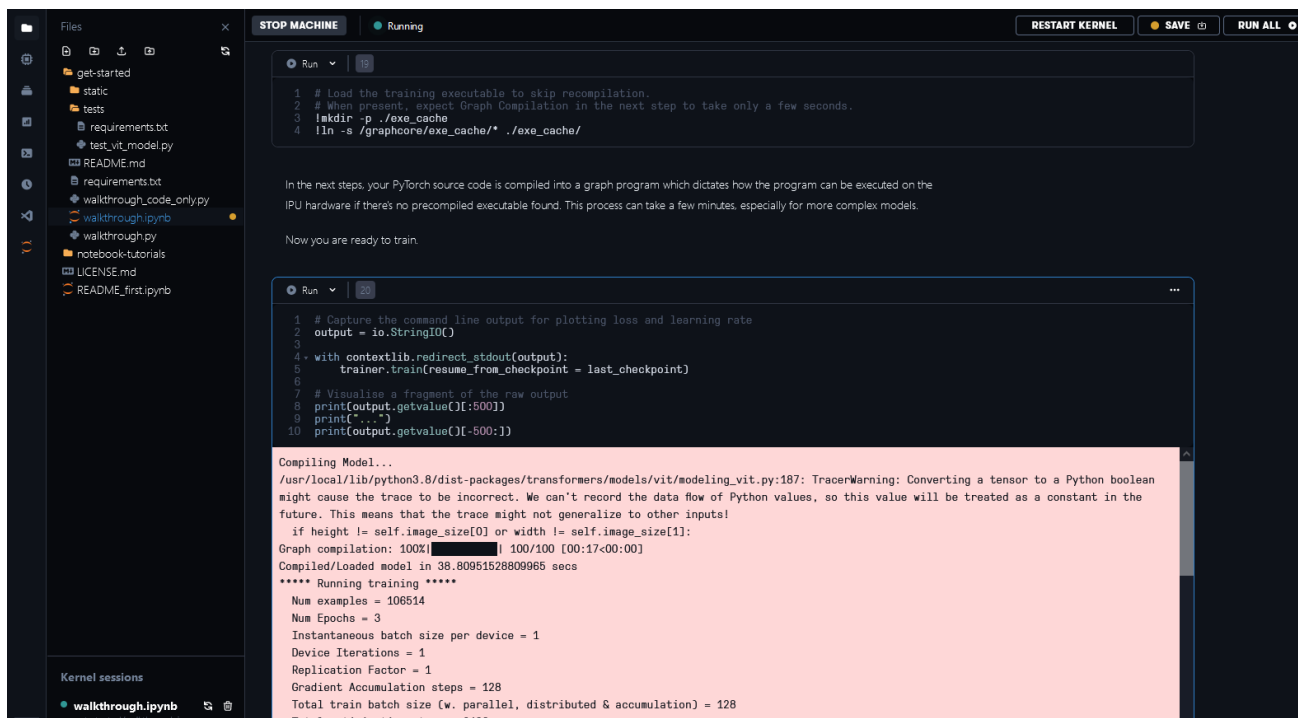 Files
STOP MACHINE
Running
RESTART KERNEL
SAVE
RUN ALL
get-started
static
tests
requirements.txt
test_vit_model.py
README.md
requirements.txt
walkthrough_code_only.py
walkthrough.ipynb
walkthrough.py
notebook-tutorials
LICENSE.md
README_first.ipynb
Kernel sessions
walkthrough.ipynb
Run 19
1 # Load the training executable to skip recompilation.
2 # When present, expect Graph Compilation in the next step to take only a few seconds.
3 !mkdir -p ./exe_cache
4 !ln -s /graphcore/exe_cache/* ./exe_cache/
In the next steps, your PyTorch source code is compiled into a graph program which dictates how the program can be executed on the
IPU hardware if there's no precompiled executable found. This process can take a few minutes, especially for more complex models.
Now you are ready to train.
Run 20
1 # Capture the command line output for plotting loss and learning rate
2 output = io.StringIO()
3
4 with contextlib.redirect_stdout(output):
5 trainer.train(resume_from_checkpoint = last_checkpoint)
6
7 # Visualise a fragment of the raw output
8 print(output.getvalue()[:500])
9 print("...")
10 print(output.getvalue()[-500:])
Compiling Model...
/usr/local/lib/python3.8/dist-packages/transformers/models/vit/modeling_vit.py:187: TracerWarning: Converting a tensor to a Python boolean
might cause the trace to be incorrect. We can't record the data flow of Python values, so this value will be treated as a constant in the
future. This means that the trace might not generalize to other inputs!
if height != self.image_size[0] or width != self.image_size[1]:
Graph compilation: 100%|██████████| 100/100 [00:17<00:00]
Compiled/Loaded model in 38.80951528809965 secs
***** Running training *****
Num examples = 106514
Num Epochs = 3
Instantaneous batch size per device = 1
Device Iterations = 1
Replication Factor = 1
Gradient Accumulation steps = 128
Total train batch size (w. parallel, distributed & accumulation) = 128